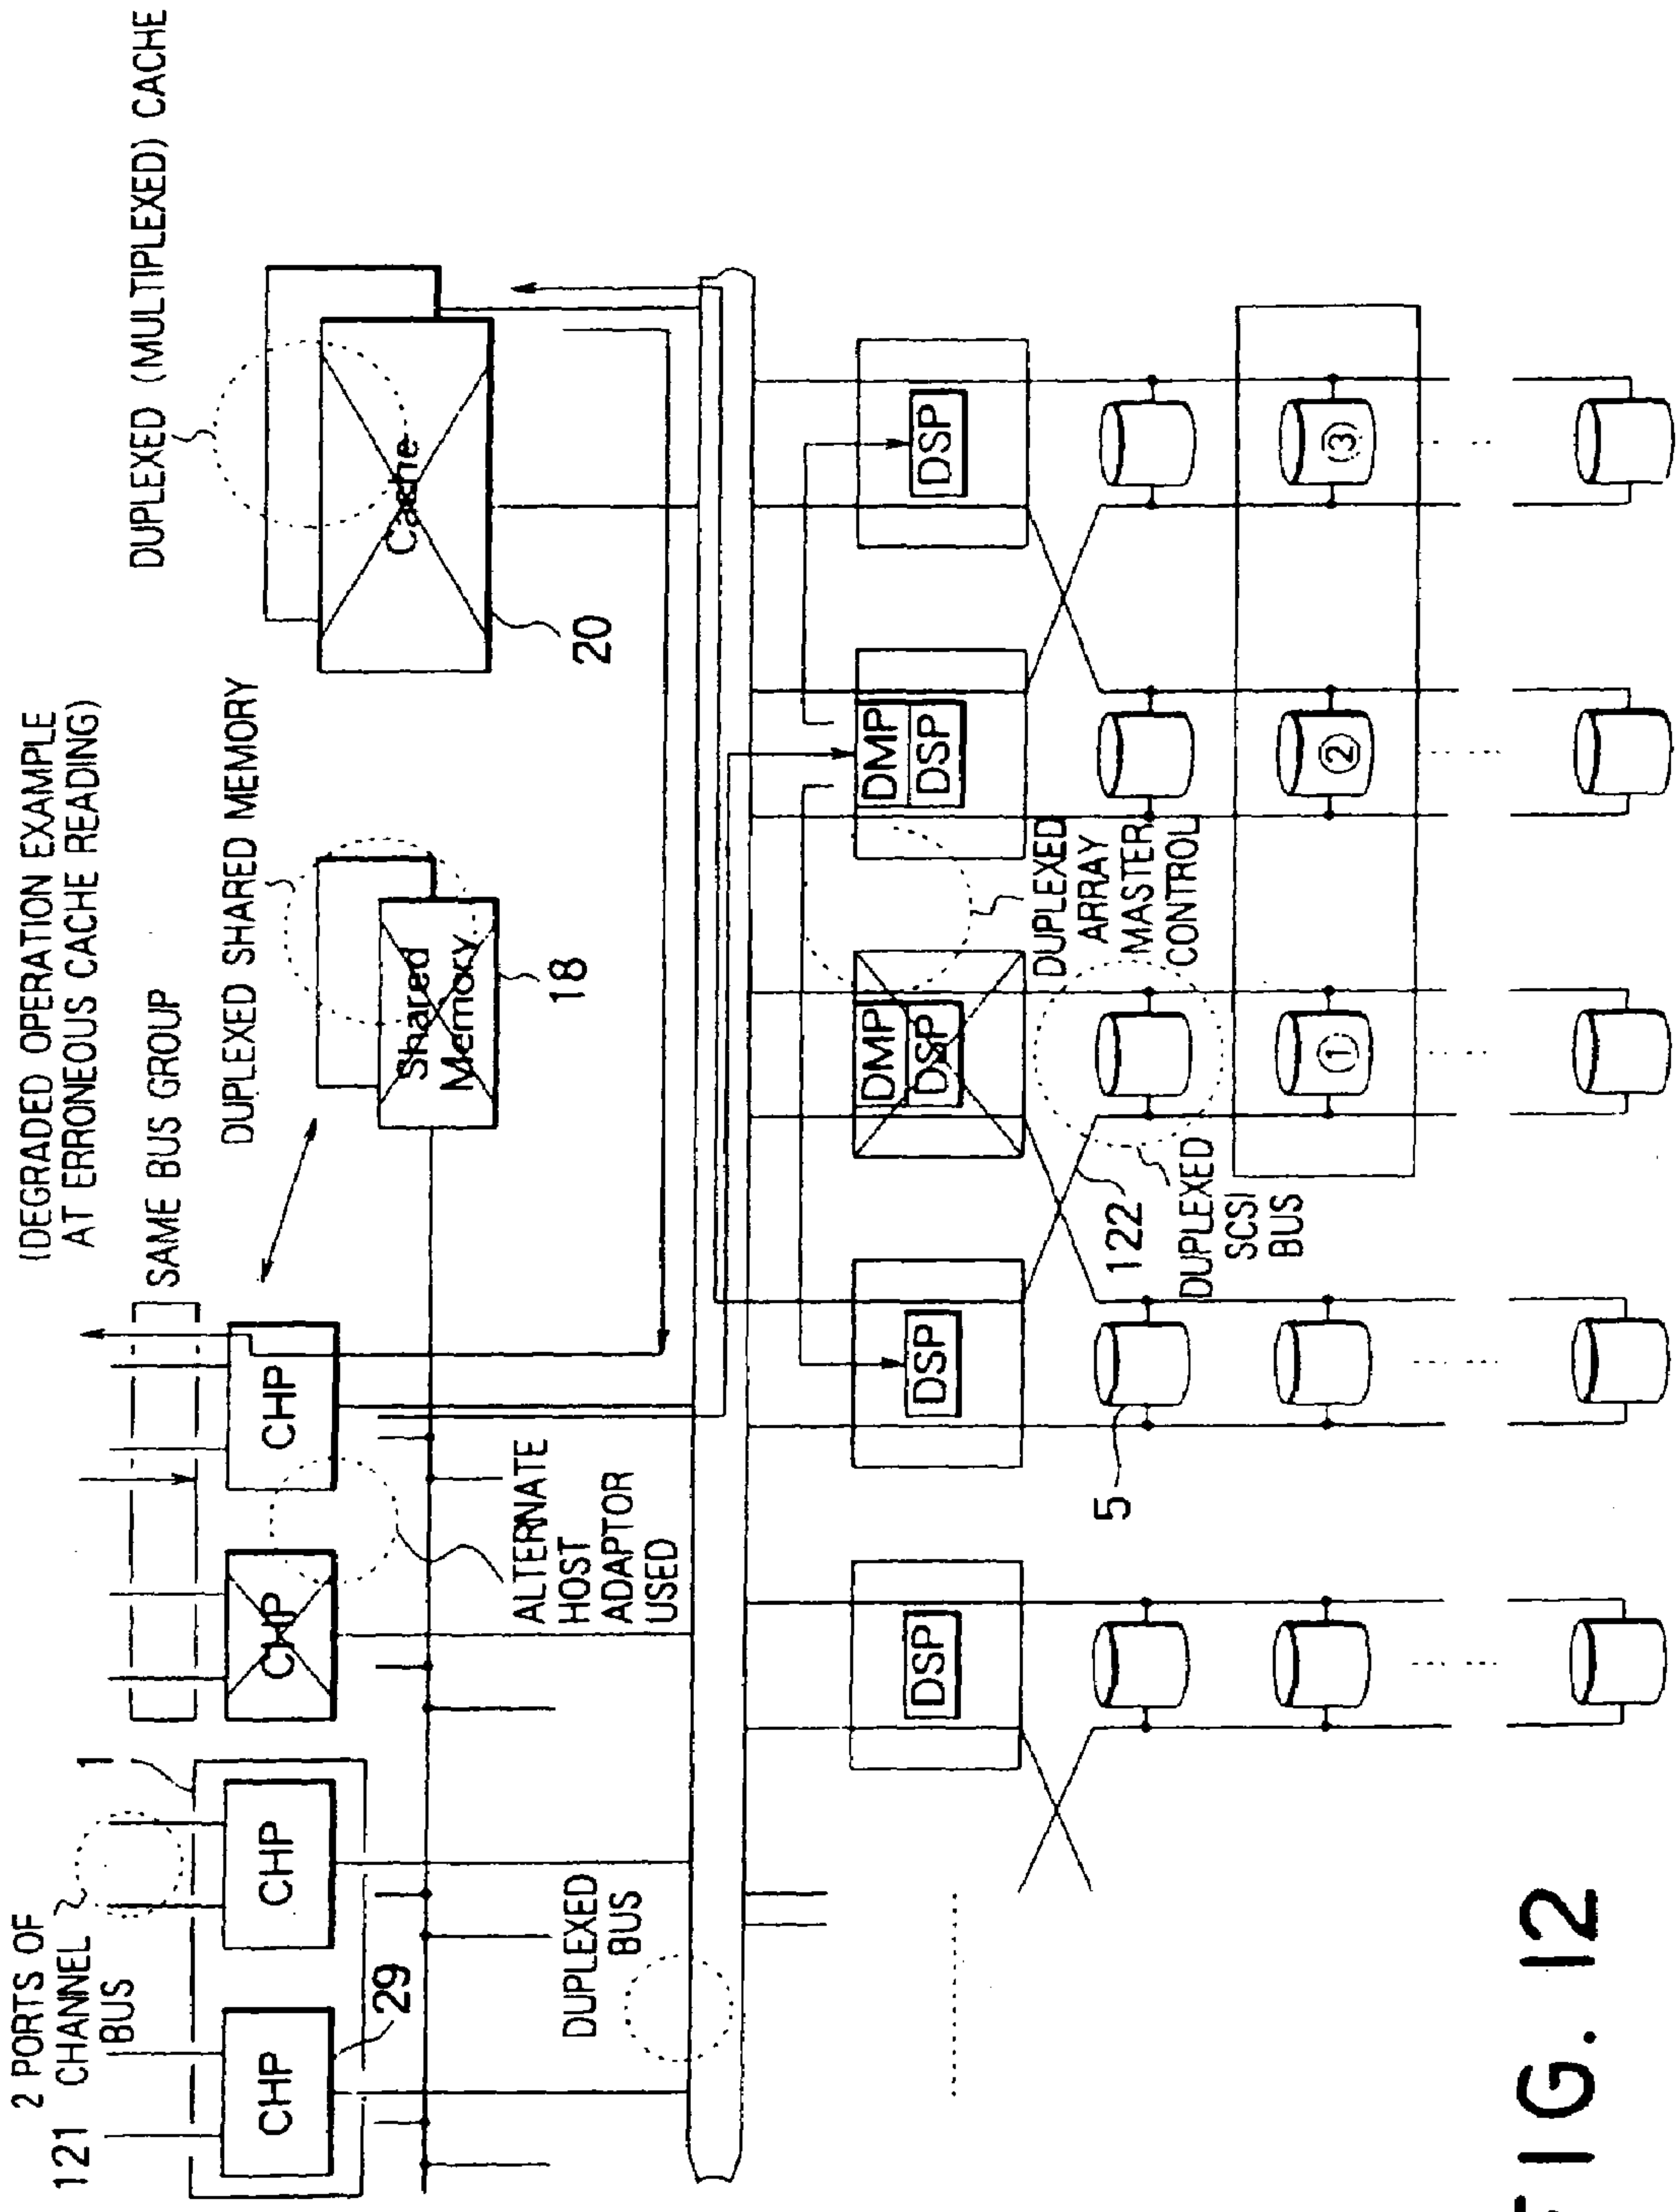 (DEGRADED OPERATION EXAMPLE
AT ERRONEOUS CACHE READING)
2 PORTS OF
CHANNEL
BUS
121
1
SAME BUS GROUP
DUPLEXED SHARED MEMORY
DUPLEXED (MULTIPLEXED) CACHE
CHP
CHP
CHP
CHP
29
Shared
Memory
18
Cache
20
ALTERNATE
HOST
ADAPTOR
USED
DUPLEXED
BUS
DSP
DSP
DMP
DSP
DMP
DSP
DSP
DUPLEXED
ARRAY
MASTER
CONTROL
5
122
DUPLEXED
SCSI
BUS
①
②
③
FIG. 12